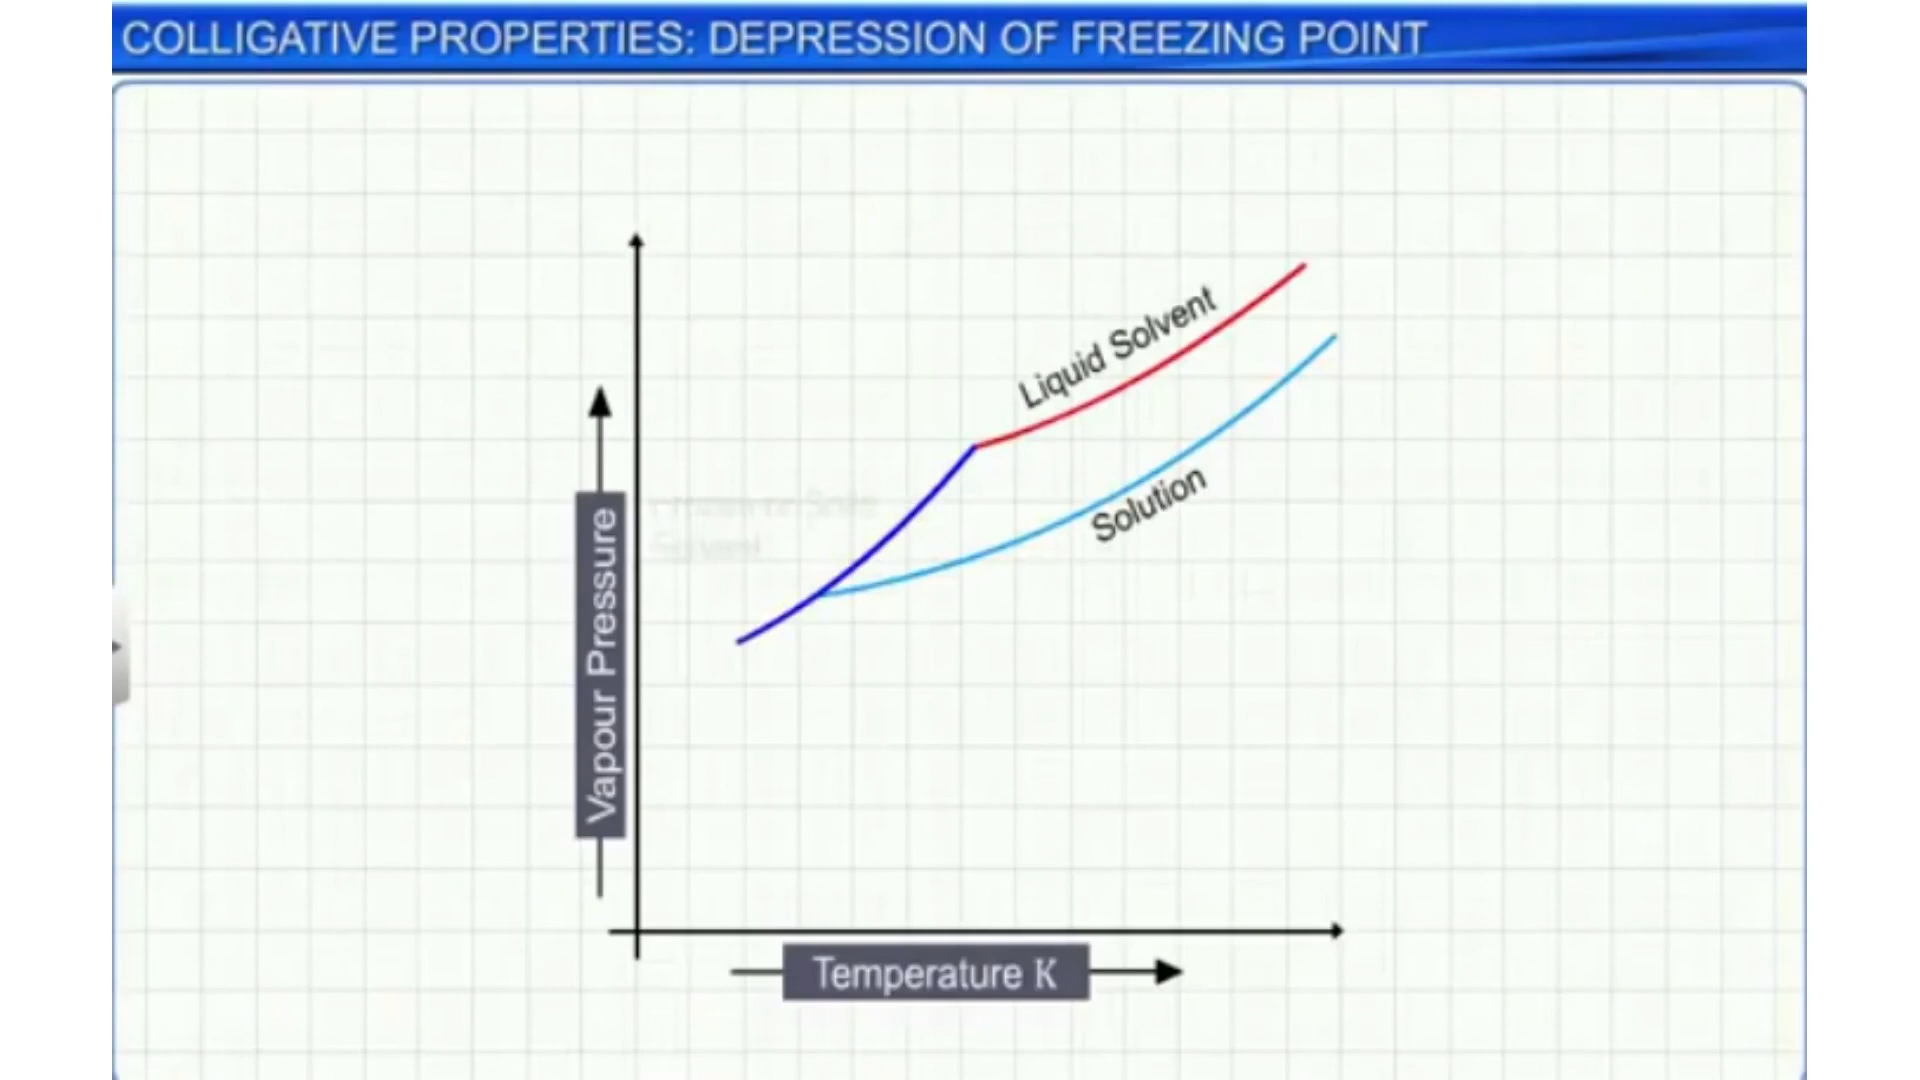 COLLIGATIVE PROPERTIES: DEPRESSION OF FREEZING POINT
Liquid Solvent
Solution
Vapour Pressure
Temperature K